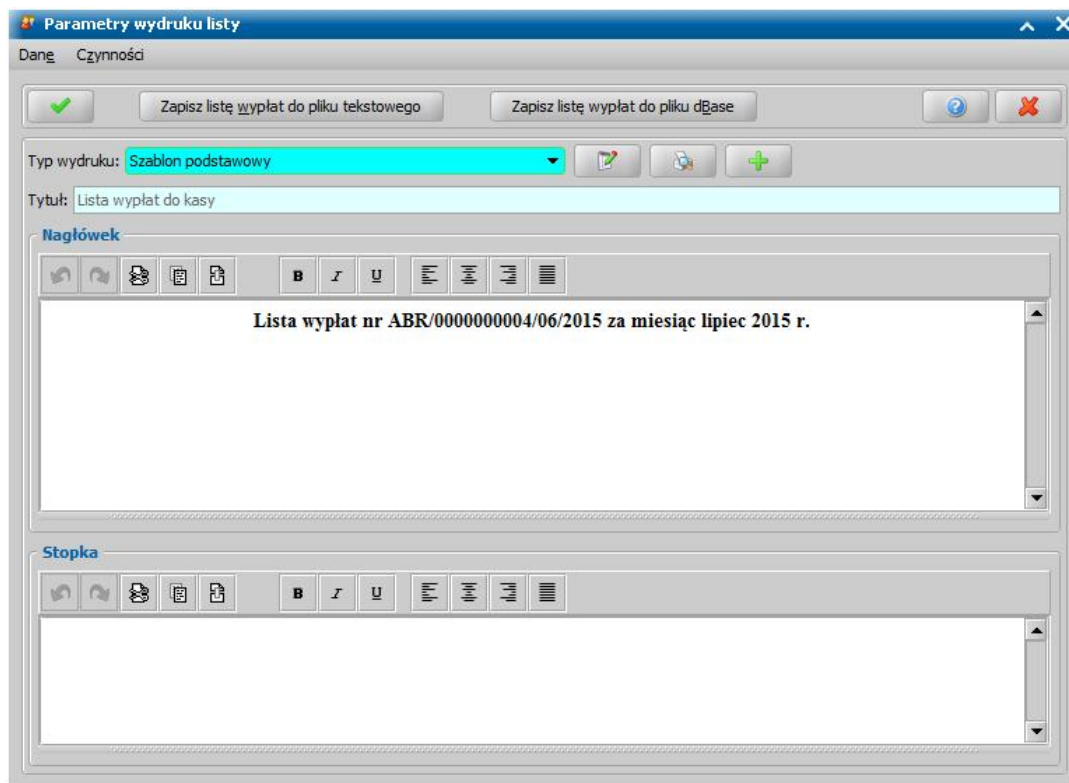 Parametry wydruku listy
Dane Czynności
Zapisz listę wypłat do pliku tekstowego Zapisz listę wypłat do pliku dBase
Typ wydruku: Szablon podstawowy
Tytuł: Lista wypłat do kasy
Nagłówek
B I U
Lista wypłat nr ABR/0000000004/06/2015 za miesiąc lipiec 2015 r.
Stopka
B I U